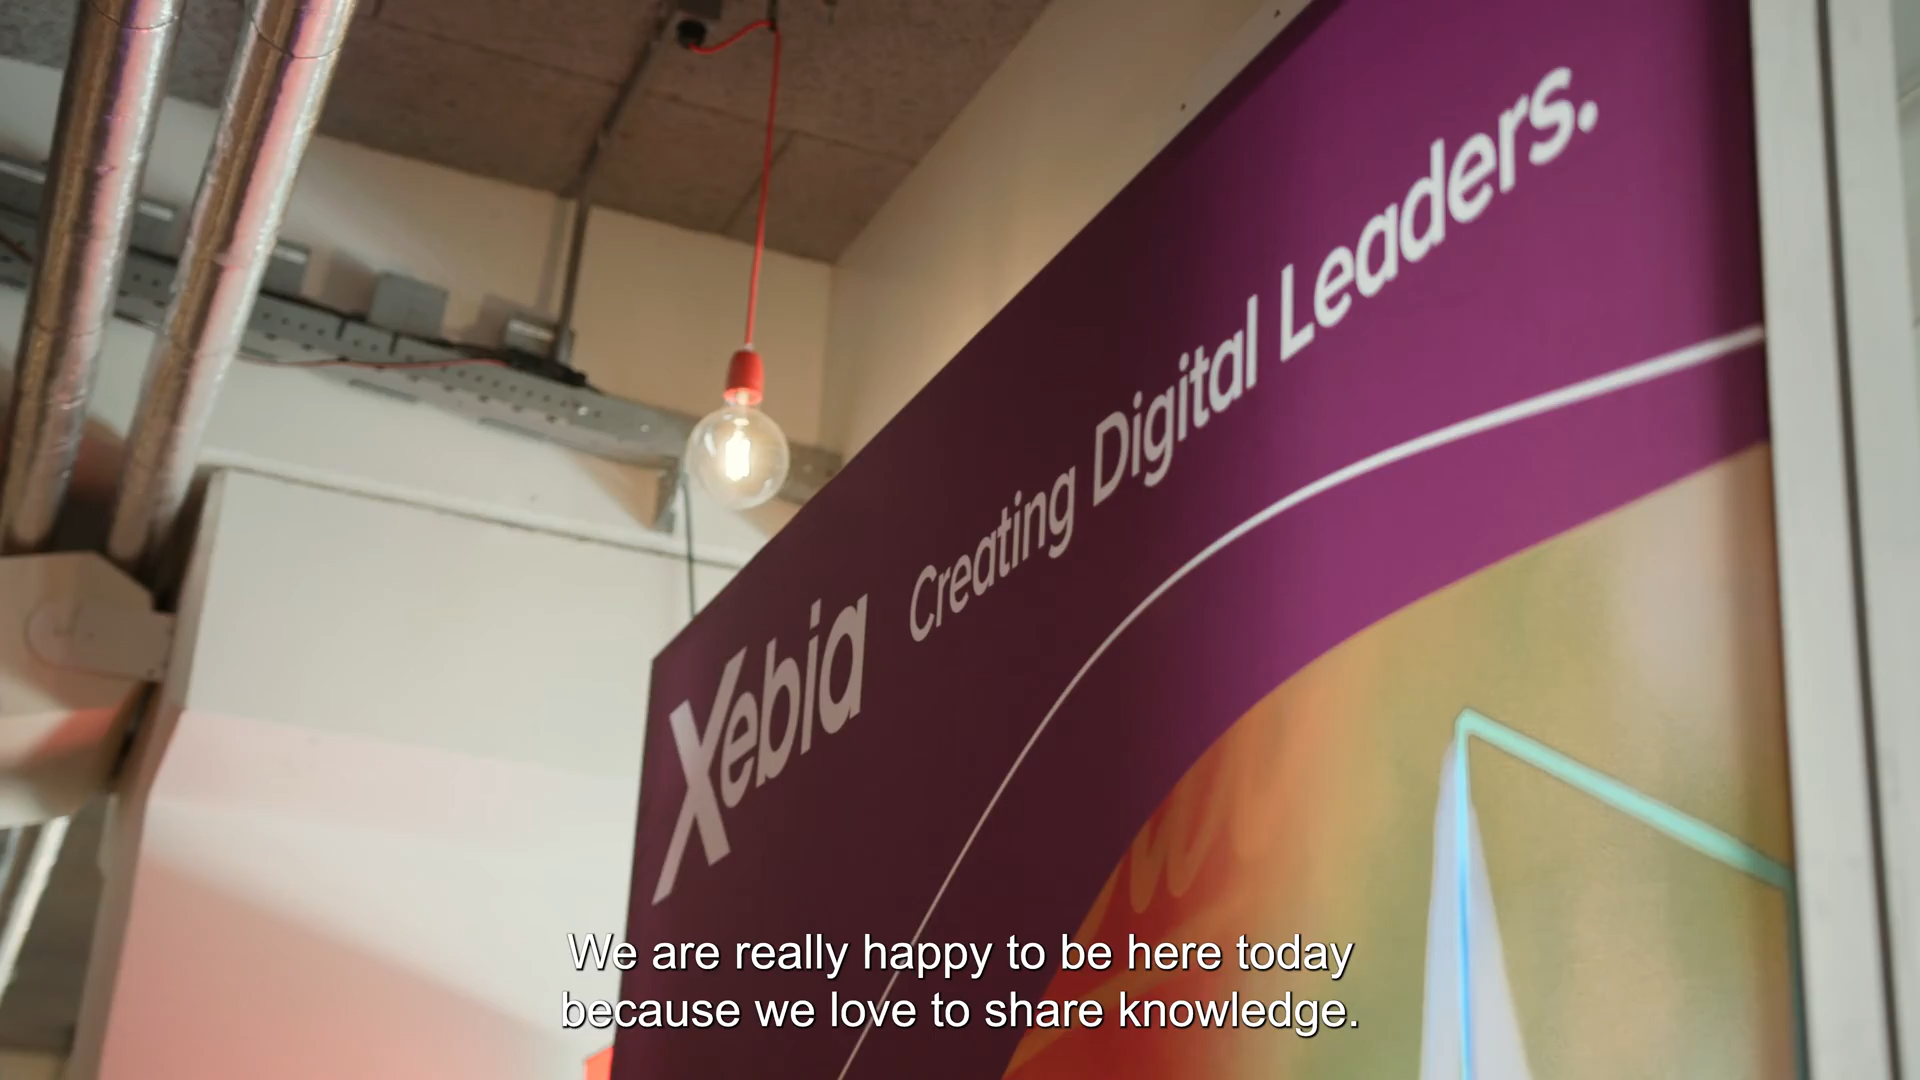 Xebia Creating Digital Leaders.
We are really happy to be here today
because we love to share knowledge.